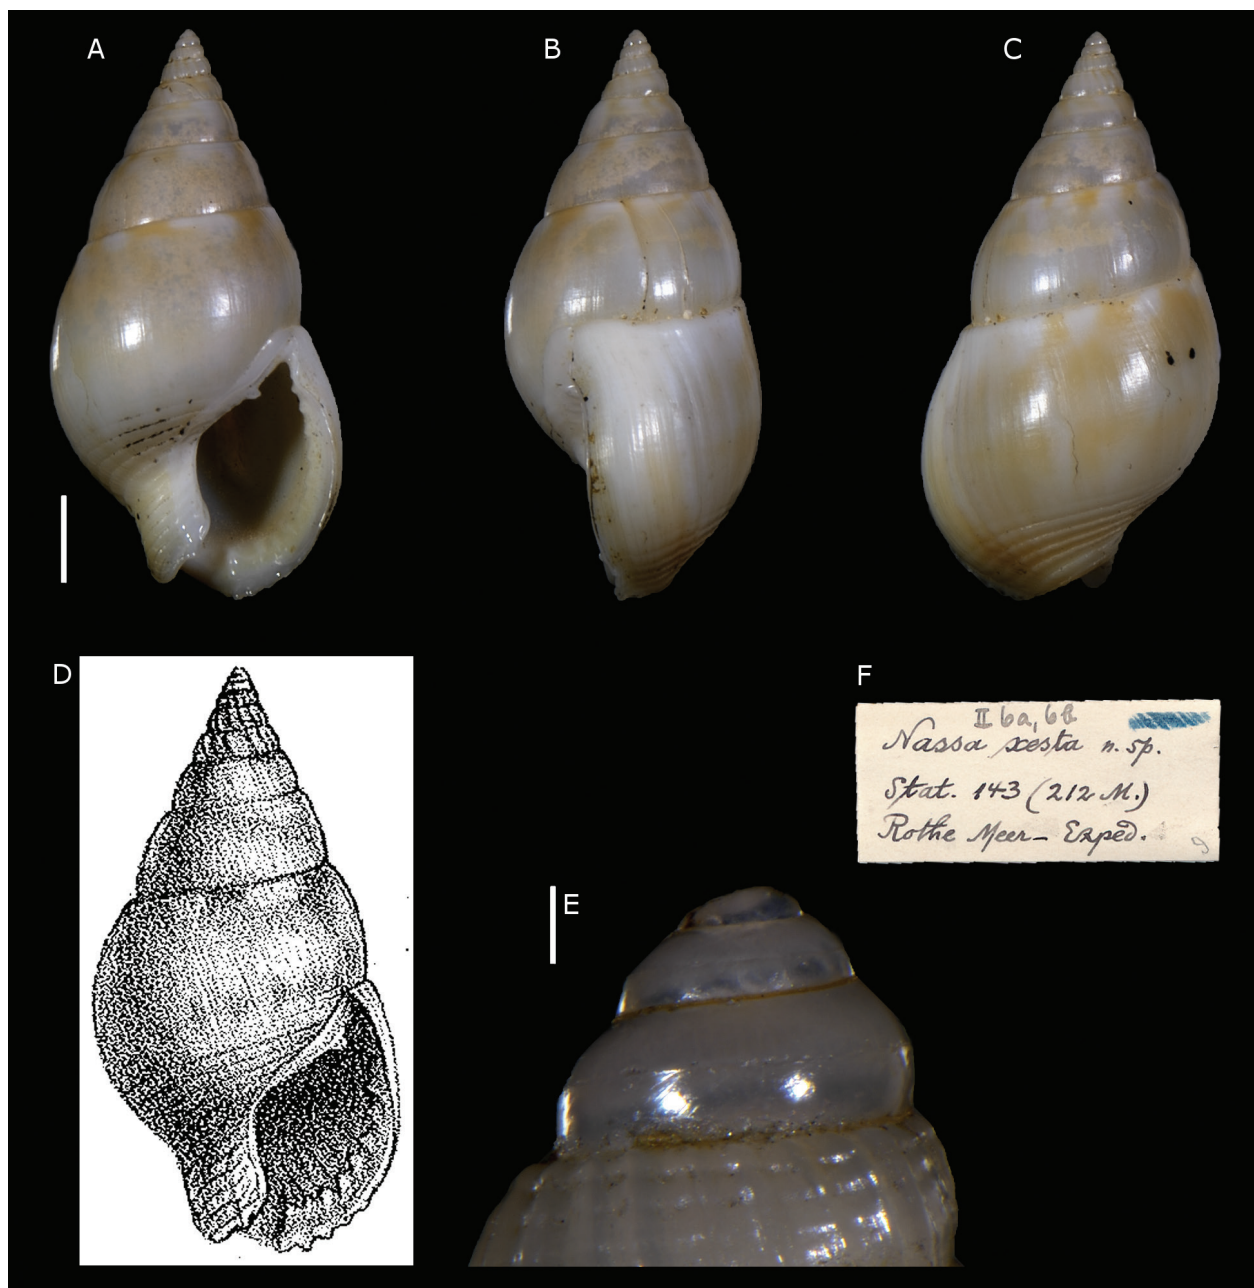 A
B
C
D
F
II 6a, 6b
Nassa xesta n. sp.
Stat. 143 (212 M.)
Rothe Meer- Exped.
E